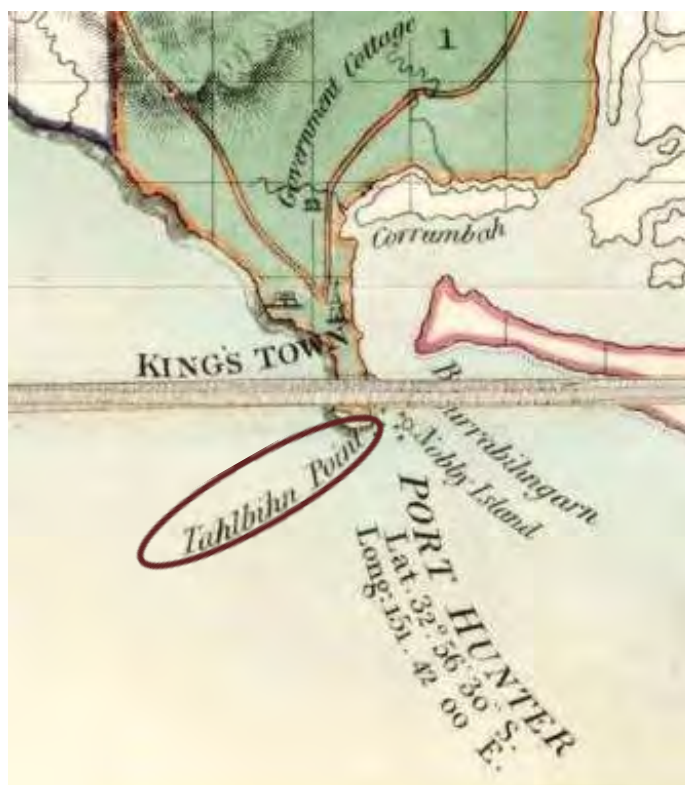 1
Government Cottage
Corrumbah
KING'S TOWN
Burrabihngarn
Nobby Island
Tahlbihn Point
PORT HUNTER
Lat. 32° 56' 30" S.
Long: 151. 42 00 E.